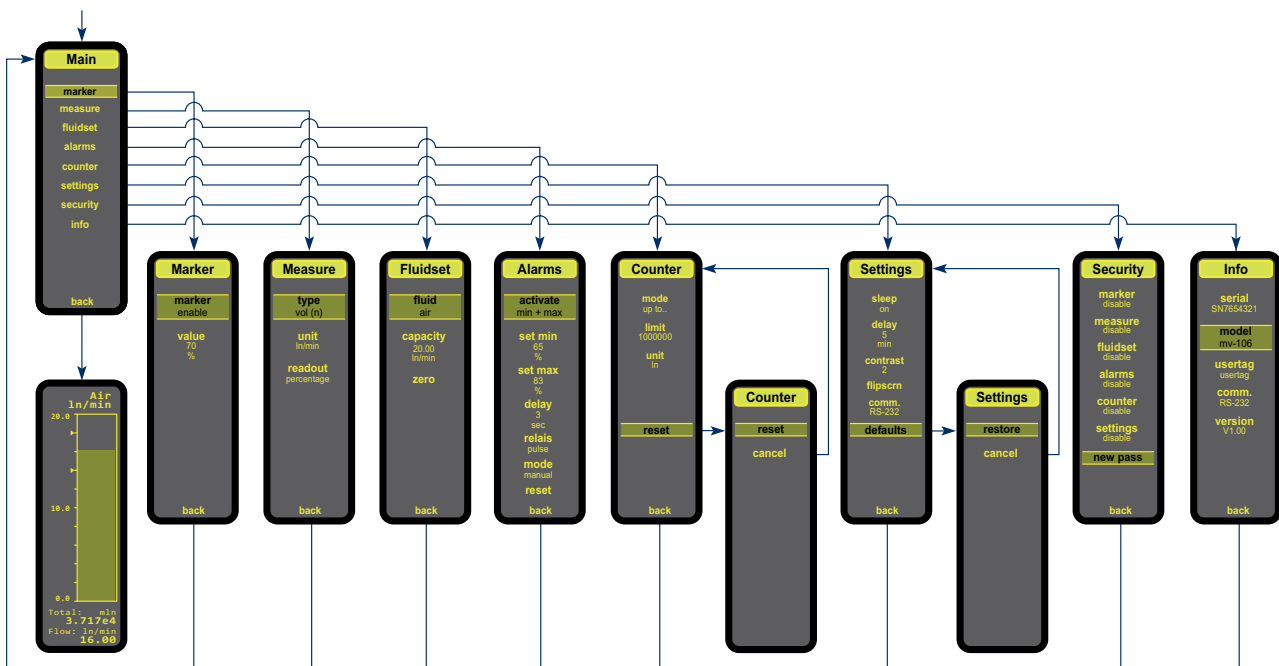 Main
marker
measure
fluidset
alarms
counter
settings
security
info
back
Air
ln/min
20.0
10.0
0.0
Total: mln
3.717e4
Flow: ln/min
16.00
Marker
marker
enable
value
70
%
back
Measure
type
vol (n)
unit
ln/min
readout
percentage
back
Fluidset
fluid
air
capacity
20.00
ln/min
zero
back
Alarms
activate
min + max
set min
65
%
set max
83
%
delay
3
sec
relais
pulse
mode
manual
reset
back
Counter
mode
up to..
limit
1000000
unit
ln
reset
back
Counter
reset
cancel
Settings
sleep
on
delay
5
min
contrast
2
flipscrn
comm.
RS-232
defaults
back
Settings
restore
cancel
Security
marker
disable
measure
disable
fluidset
disable
alarms
disable
counter
disable
settings
disable
new pass
back
Info
serial
SN7654321
model
mv-106
usertag
usertag
comm.
RS-232
version
V1.00
back